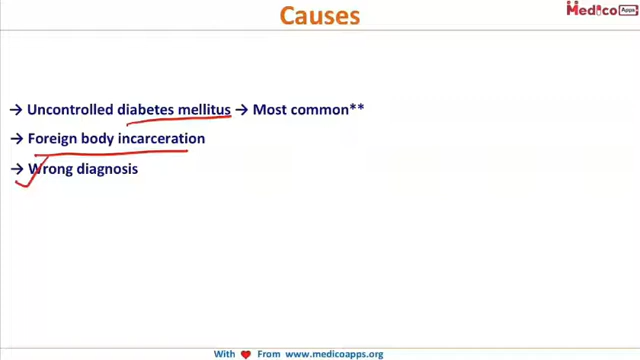 Causes
Medico Apps
→ Uncontrolled diabetes mellitus → Most common**
→ Foreign body incarceration
→ Wrong diagnosis
With ❤ From www.medicoapps.org